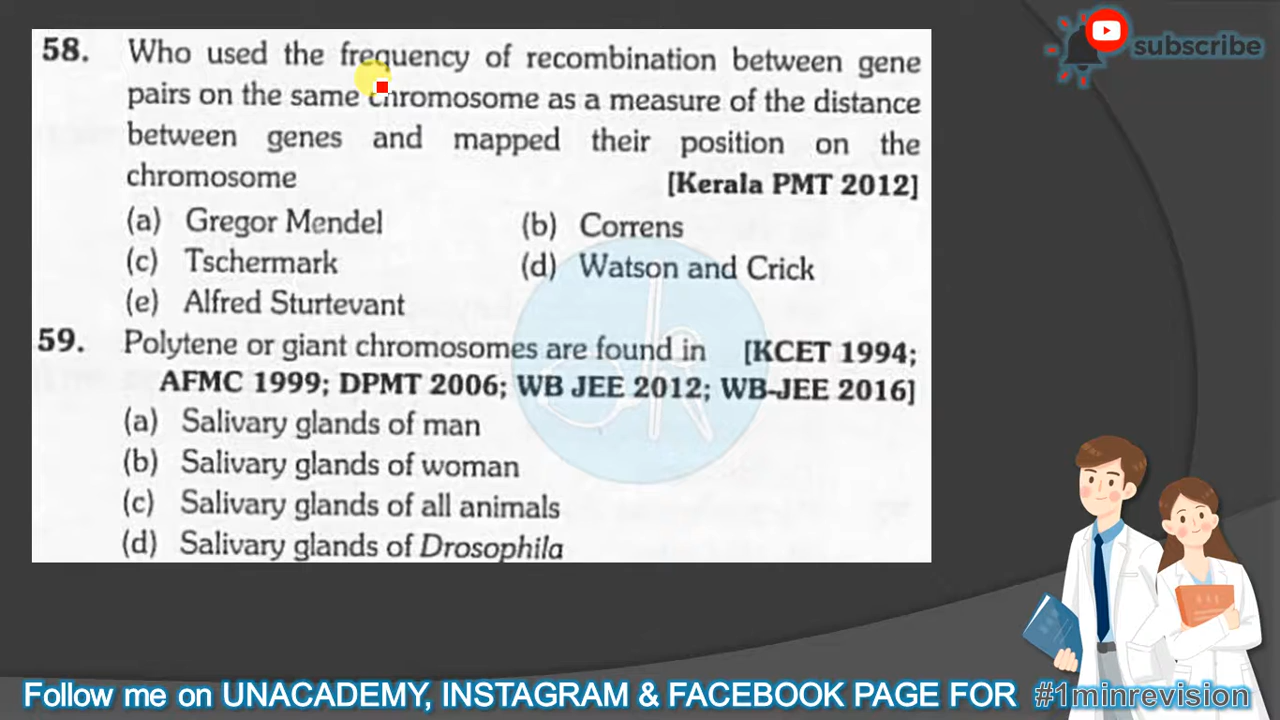 subscribe
58. Who used the frequency of recombination between gene
pairs on the same chromosome as a measure of the distance
between genes and mapped their position on the
chromosome [Kerala PMT 2012]
(a) Gregor Mendel (b) Correns
(c) Tschermark (d) Watson and Crick
(e) Alfred Sturtevant
59. Polytene or giant chromosomes are found in [KCET 1994;
AFMC 1999; DPMT 2006; WB JEE 2012; WB-JEE 2016]
(a) Salivary glands of man
(b) Salivary glands of woman
(c) Salivary glands of all animals
(d) Salivary glands of Drosophila
Follow me on UNACADEMY, INSTAGRAM & FACEBOOK PAGE FOR #1minrevision